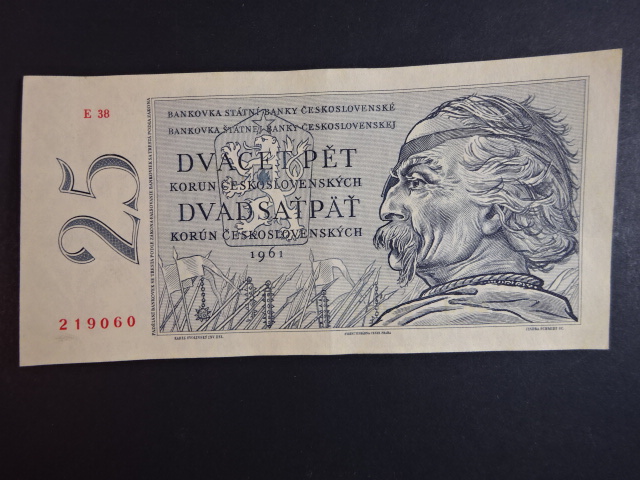 E 38
25
219060
BANKOVKA STÁTNÍ BANKY ČESKOSLOVENSKÉ
BANKOVKA ŠTÁTNEJ BANKY ČESKOSLOVENSKEJ
DVACET PĚT
KORUN ČESKOSLOVENSKÝCH
DVADSAŤPÄŤ
KORÚN ČESKOSLOVENSKÝCH
1961